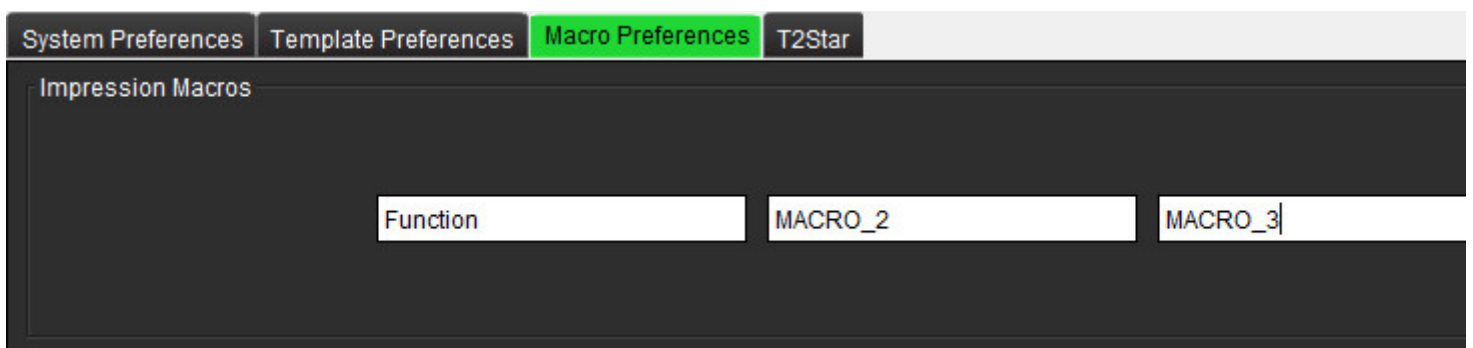 System Preferences Template Preferences Macro Preferences T2Star
Impression Macros
Function MACRO_2 MACRO_3